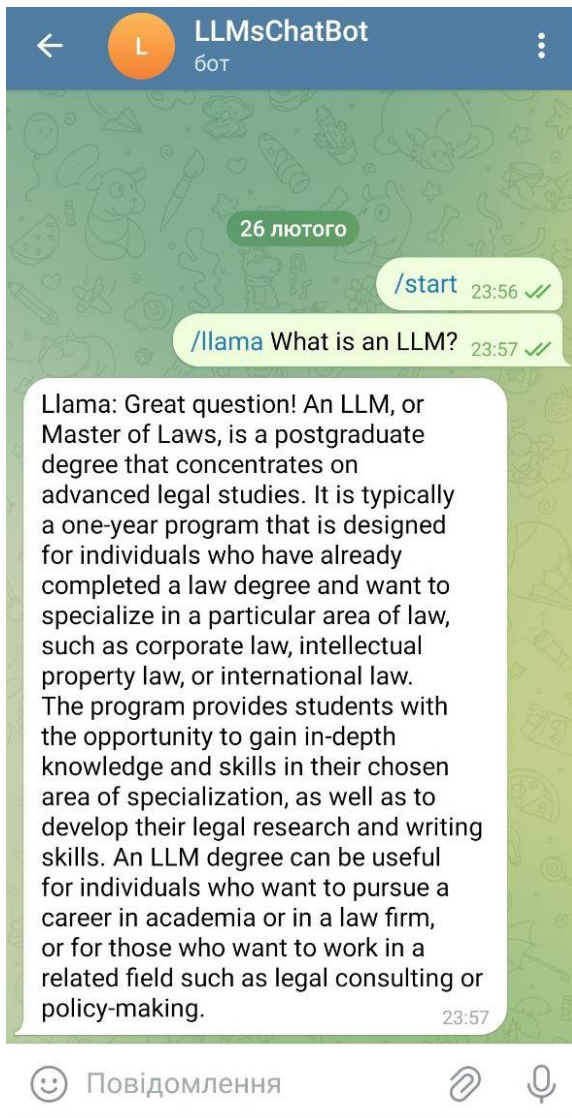 L
LLMsChatBot
бот
26 лютого
/start 23:56
/llama What is an LLM? 23:57
Llama: Great question! An LLM, or
Master of Laws, is a postgraduate
degree that concentrates on
advanced legal studies. It is typically
a one-year program that is designed
for individuals who have already
completed a law degree and want to
specialize in a particular area of law,
such as corporate law, intellectual
property law, or international law.
The program provides students with
the opportunity to gain in-depth
knowledge and skills in their chosen
area of specialization, as well as to
develop their legal research and writing
skills. An LLM degree can be useful
for individuals who want to pursue a
career in academia or in a law firm,
or for those who want to work in a
related field such as legal consulting or
policy-making. 23:57
Повідомлення